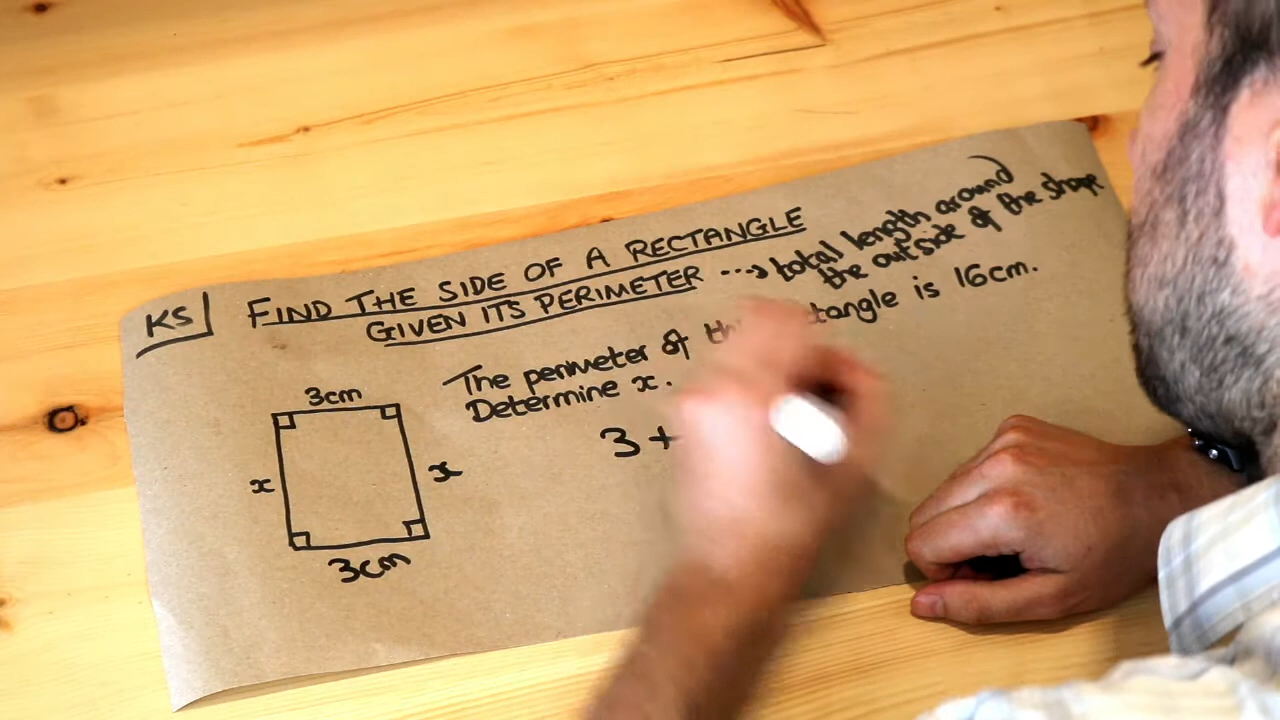 KS
FIND THE SIDE OF A RECTANGLE
GIVEN ITS PERIMETER ---> total length around
the outside of the shape
The perimeter of is 16cm.
Determine x.
3cm
x
x
3cm
3+